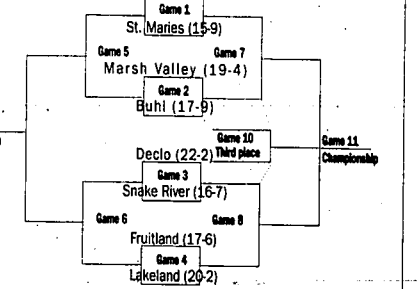 Game 1
St. Maries (15-9)
Game 5 Game 7
Marsh Valley (19-4)
Game 2
Buhl (17-9)
Game 10
Declo (22-2) Third place
Game 11
Championship
Game 3
Snake River (16-7)
Game 6 Game 8
Fruitland (17-6)
Game 4
Lakeland (20-2)